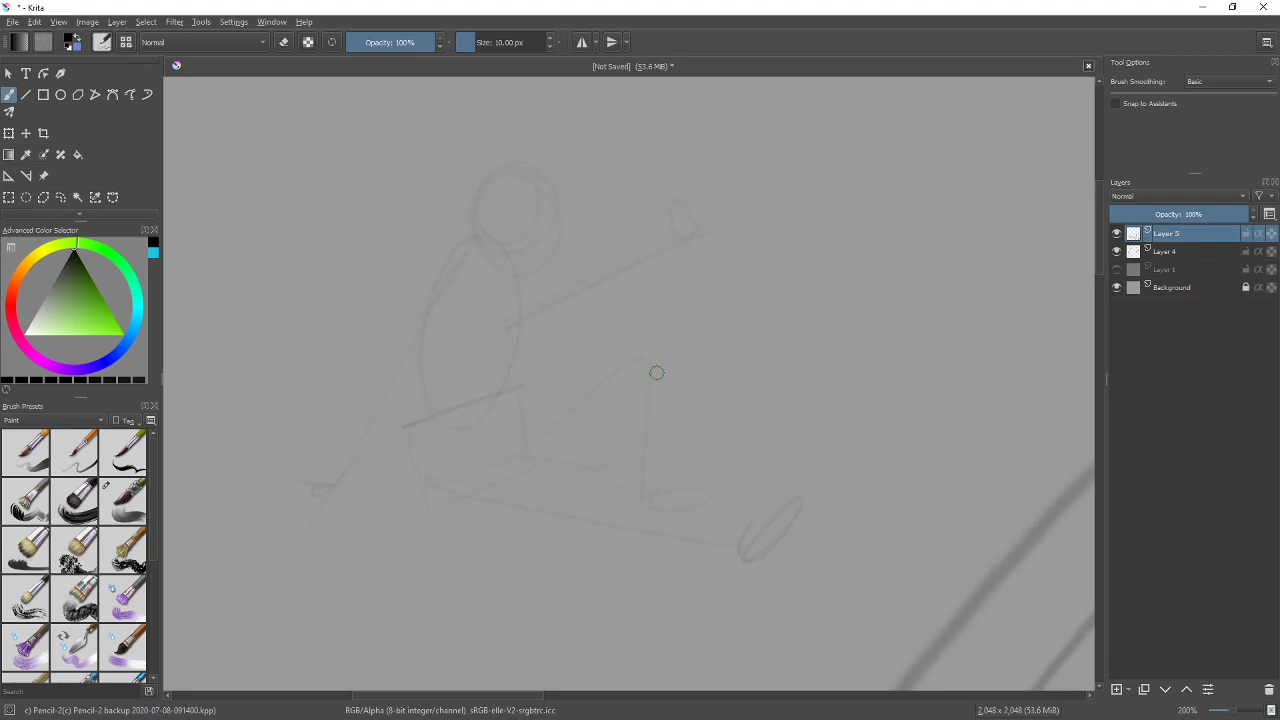 * - Krita
File Edit View Image Layer Select Filter Tools Settings Window Help
Normal Opacity: 100% Size: 10.00 px
[Not Saved] (53.6 MiB) *
Tool Options
Brush Smoothing: Basic
Snap to Assistants
Layers
Normal
Opacity: 100%
Layer 5
Layer 4
Layer 1
Background
Advanced Color Selector
Brush Presets
Paint Tag
Search
c) Pencil-2(c) Pencil-2 backup 2020-07-08-091400.kpp) RGB/Alpha (8-bit integer/channel) sRGB-elle-V2-srgbtrc.icc 2,048 x 2,048 (53.6 MiB) 200%